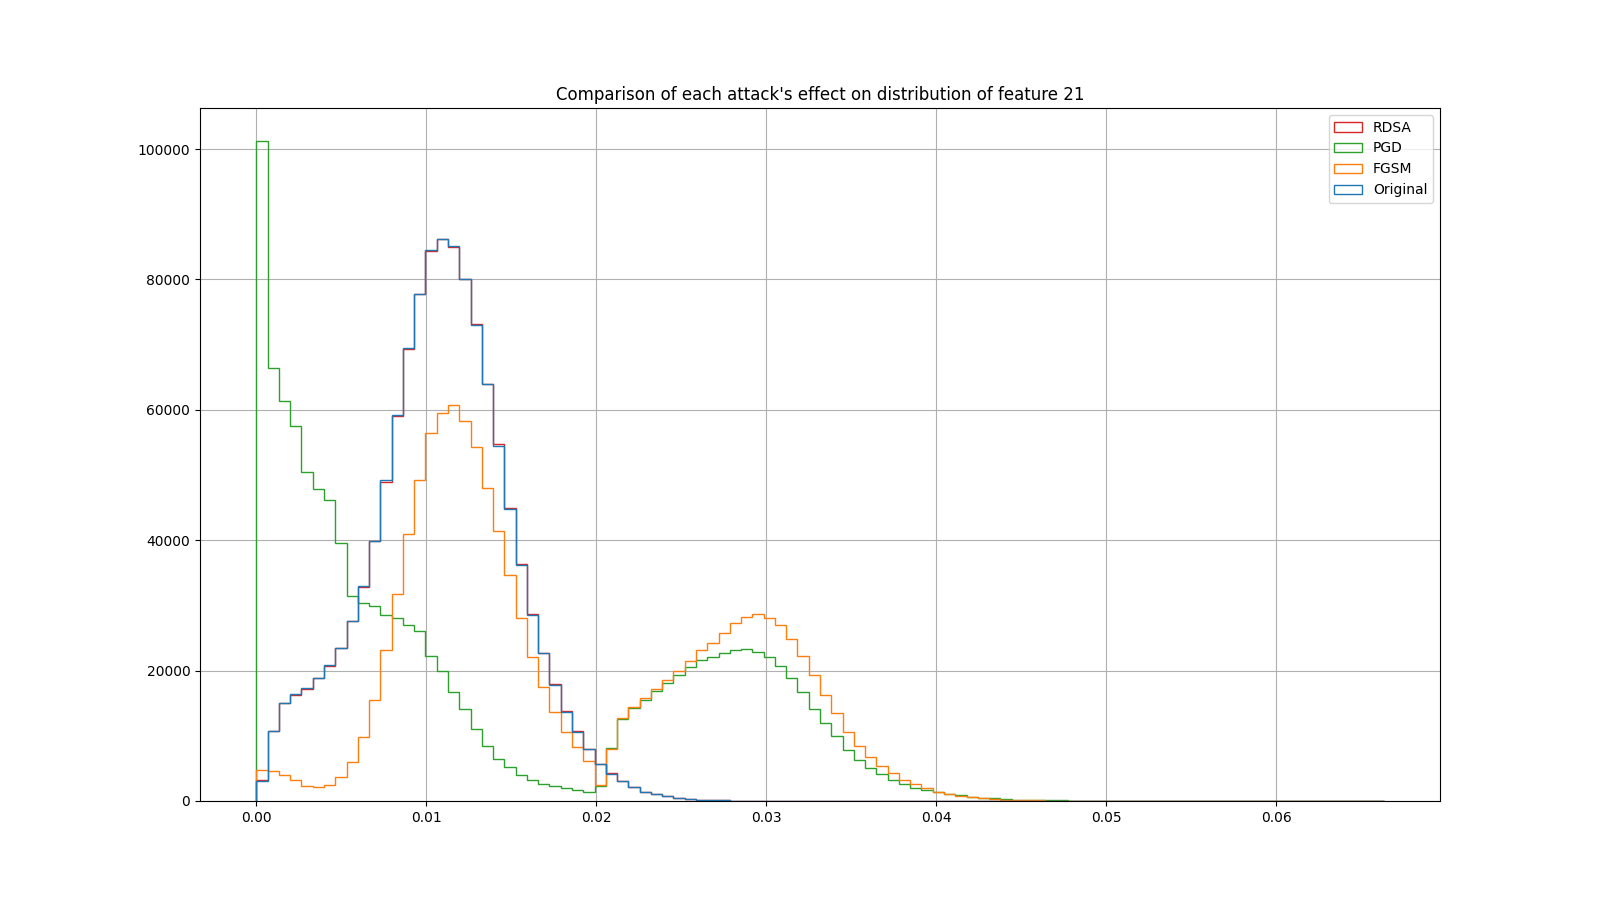 Comparison of each attack's effect on distribution of feature 21
RDSA
PGD
FGSM
Original
100000
80000
60000
40000
20000
0
0.00 0.01 0.02 0.03 0.04 0.05 0.06